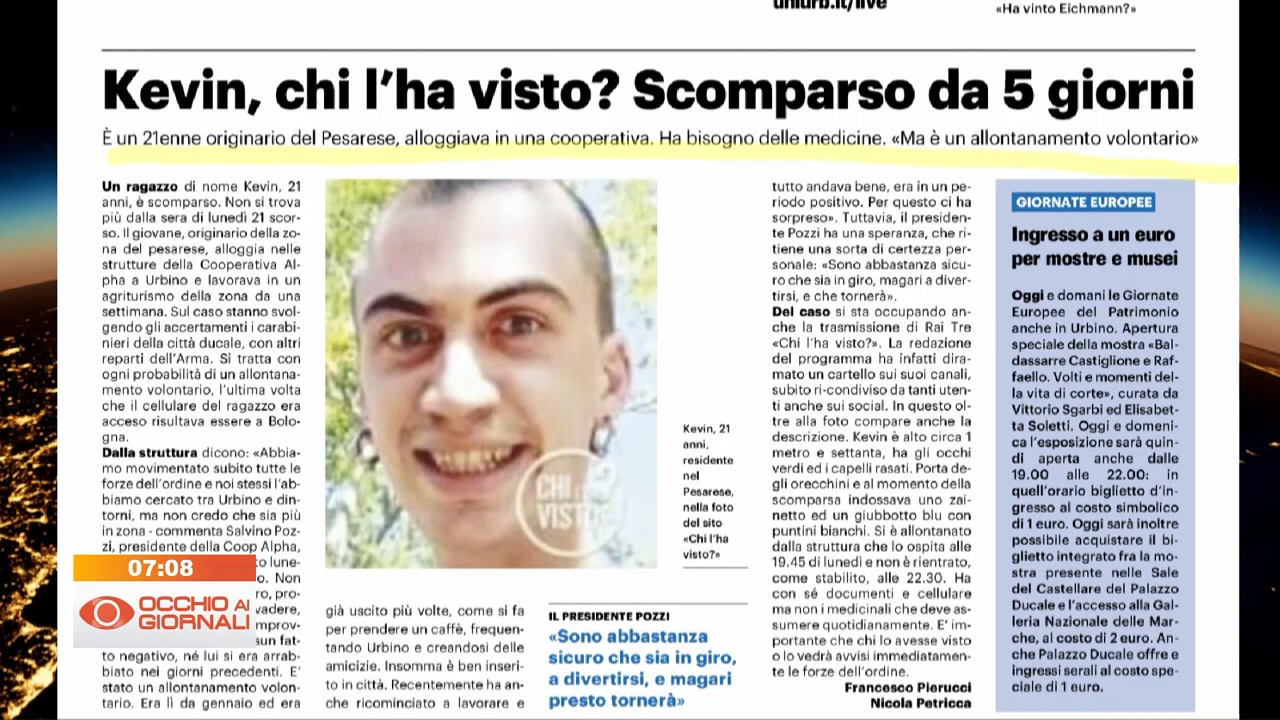 uniurb.it/live
«Ha vinto Eichmann?»
Kevin, chi l'ha visto? Scomparso da 5 giorni
È un 21enne originario del Pesarese, alloggiava in una cooperativa. Ha bisogno delle medicine. «Ma è un allontanamento volontario»
Un ragazzo di nome Kevin, 21
anni, è scomparso. Non si trova
più dalla sera di lunedì 21 scor-
so. Il giovane, originario della zo-
na del pesarese, alloggia nelle
strutture della Cooperativa Al-
pha a Urbino e lavorava in un
agriturismo della zona da una
settimana. Sul caso stanno svol-
gendo gli accertamenti i carabi-
nieri della città ducale, con altri
reparti dell'Arma. Si tratta con
ogni probabilità di un allontana-
mento volontario, l'ultima volta
che il cellulare del ragazzo era
acceso risultava essere a Bolo-
gna.
Dalla struttura dicono: «Abbia-
mo movimentato subito tutte le
forze dell'ordine e noi stessi l'ab-
biamo cercato tra Urbino e din-
torni, ma non credo che sia più
in zona - commenta Salvino Poz-
zi, presidente della Coop Alpha,
lune-
Non
pro-
vadere,
mprov-
sun fat-
to negativo, né lui si era arrab-
biato nei giorni precedenti. E'
stato un allontanamento volon-
tario. Era lì da gennaio ed era
07:08
OCCHIO AI
GIORNALI
CHI
VISTO
Kevin, 21
anni,
residente
nel
Pesarese,
nella foto
del sito
«Chi l'ha
visto?»
già uscito più volte, come si fa
per prendere un caffè, frequen-
tando Urbino e creandosi delle
amicizie. Insomma è ben inseri-
to in città. Recentemente ha an-
che ricominciato a lavorare e
IL PRESIDENTE POZZI
«Sono abbastanza
sicuro che sia in giro,
a divertirsi, e magari
presto tornerà»
tutto andava bene, era in un pe-
riodo positivo. Per questo ci ha
sorpreso». Tuttavia, il presiden-
te Pozzi ha una speranza, che ri-
tiene una sorta di certezza per-
sonale: «Sono abbastanza sicu-
ro che sia in giro, magari a diver-
tirsi, e che tornerà».
Del caso si sta occupando an-
che la trasmissione di Rai Tre
«Chi l'ha visto?». La redazione
del programma ha infatti dira-
mato un cartello sui suoi canali,
subito ri-condiviso da tanti uten-
ti anche sui social. In questo ol-
tre alla foto compare anche la
descrizione. Kevin è alto circa 1
metro e settanta, ha gli occhi
verdi ed i capelli rasati. Porta de-
gli orecchini e al momento della
scomparsa indossava uno zai-
netto ed un giubbotto blu con
puntini bianchi. Si è allontanato
dalla struttura che lo ospita alle
19.45 di lunedì e non è rientrato,
come stabilito, alle 22.30. Ha
con sé documenti e cellulare
ma non i medicinali che deve as-
sumere quotidianamente. E' im-
portante che chi lo avesse visto
o lo vedrà avvisi immediatamen-
te le forze dell'ordine.
Francesco Pierucci
Nicola Petricca
GIORNATE EUROPEE
Ingresso a un euro
per mostre e musei
Oggi e domani le Giornate
Europee del Patrimonio
anche in Urbino. Apertura
speciale della mostra «Bal-
dassarre Castiglione e Raf-
faello. Volti e momenti del-
la vita di corte», curata da
Vittorio Sgarbi ed Elisabet-
ta Soletti. Oggi e domeni-
ca l'esposizione sarà quin-
di aperta anche dalle
19.00 alle 22.00: in
quell'orario biglietto d'in-
gresso al costo simbolico
di 1 euro. Oggi sarà inoltre
possibile acquistare il bi-
glietto integrato fra la mo-
stra presente nelle Sale
del Castellare del Palazzo
Ducale e l'accesso alla Gal-
leria Nazionale delle Mar-
che, al costo di 2 euro. An-
che Palazzo Ducale offre e
ingressi serali al costo spe-
ciale di 1 euro.